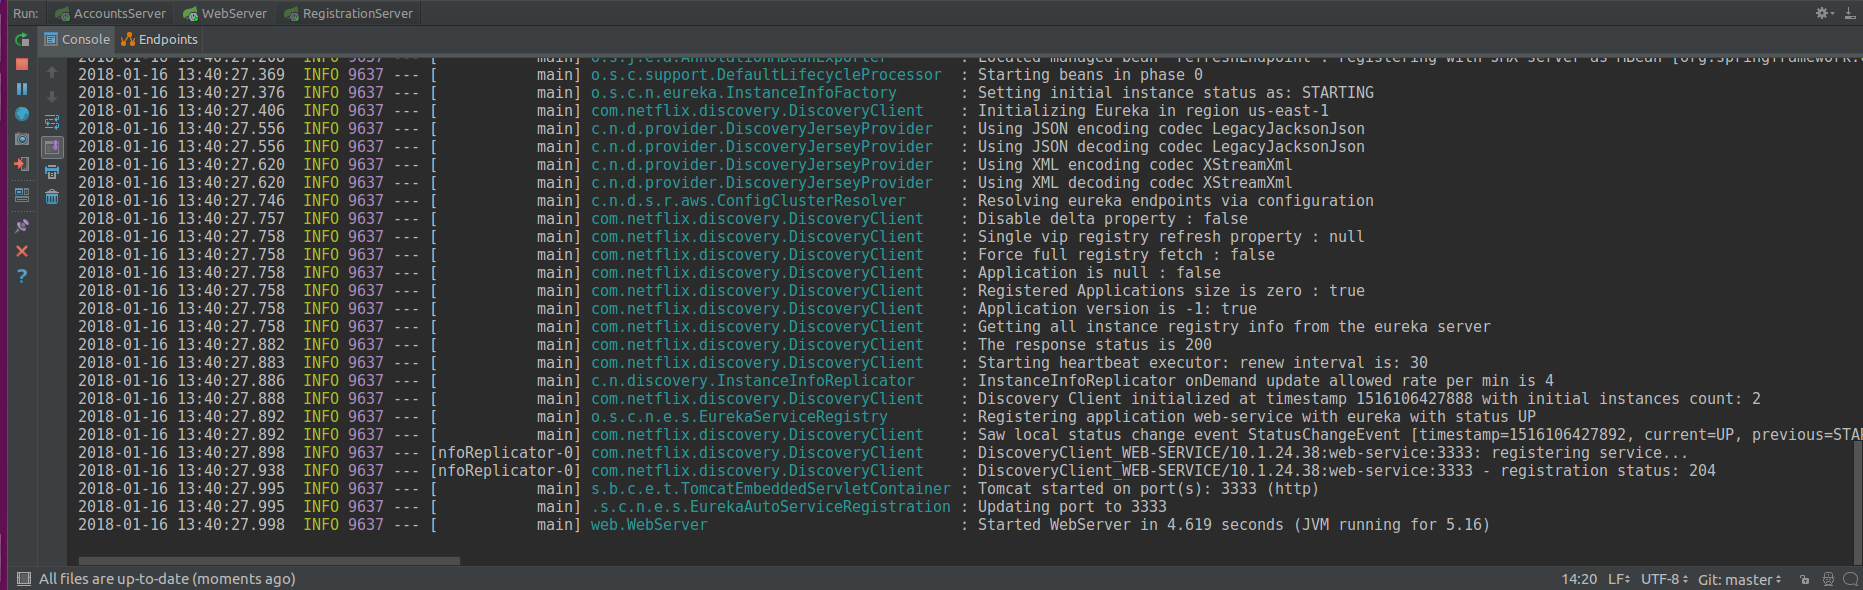 Run: AccountsServer WebServer RegistrationServer
Console Endpoints
2018-01-16 13:40:27.369 INFO 9637 --- [ main] o.s.c.support.DefaultLifecycleProcessor : Starting beans in phase 0
2018-01-16 13:40:27.376 INFO 9637 --- [ main] o.s.c.n.eureka.InstanceInfoFactory : Setting initial instance status as: STARTING
2018-01-16 13:40:27.406 INFO 9637 --- [ main] com.netflix.discovery.DiscoveryClient : Initializing Eureka in region us-east-1
2018-01-16 13:40:27.556 INFO 9637 --- [ main] c.n.d.provider.DiscoveryJerseyProvider : Using JSON encoding codec LegacyJacksonJson
2018-01-16 13:40:27.556 INFO 9637 --- [ main] c.n.d.provider.DiscoveryJerseyProvider : Using JSON decoding codec LegacyJacksonJson
2018-01-16 13:40:27.620 INFO 9637 --- [ main] c.n.d.provider.DiscoveryJerseyProvider : Using XML encoding codec XStreamXml
2018-01-16 13:40:27.620 INFO 9637 --- [ main] c.n.d.provider.DiscoveryJerseyProvider : Using XML decoding codec XStreamXml
2018-01-16 13:40:27.746 INFO 9637 --- [ main] c.n.d.s.r.aws.ConfigClusterResolver : Resolving eureka endpoints via configuration
2018-01-16 13:40:27.757 INFO 9637 --- [ main] com.netflix.discovery.DiscoveryClient : Disable delta property : false
2018-01-16 13:40:27.758 INFO 9637 --- [ main] com.netflix.discovery.DiscoveryClient : Single vip registry refresh property : null
2018-01-16 13:40:27.758 INFO 9637 --- [ main] com.netflix.discovery.DiscoveryClient : Force full registry fetch : false
2018-01-16 13:40:27.758 INFO 9637 --- [ main] com.netflix.discovery.DiscoveryClient : Application is null : false
2018-01-16 13:40:27.758 INFO 9637 --- [ main] com.netflix.discovery.DiscoveryClient : Registered Applications size is zero : true
2018-01-16 13:40:27.758 INFO 9637 --- [ main] com.netflix.discovery.DiscoveryClient : Application version is -1: true
2018-01-16 13:40:27.758 INFO 9637 --- [ main] com.netflix.discovery.DiscoveryClient : Getting all instance registry info from the eureka server
2018-01-16 13:40:27.882 INFO 9637 --- [ main] com.netflix.discovery.DiscoveryClient : The response status is 200
2018-01-16 13:40:27.883 INFO 9637 --- [ main] com.netflix.discovery.DiscoveryClient : Starting heartbeat executor: renew interval is: 30
2018-01-16 13:40:27.886 INFO 9637 --- [ main] c.n.discovery.InstanceInfoReplicator : InstanceInfoReplicator onDemand update allowed rate per min is 4
2018-01-16 13:40:27.888 INFO 9637 --- [ main] com.netflix.discovery.DiscoveryClient : Discovery Client initialized at timestamp 1516106427888 with initial instances count: 2
2018-01-16 13:40:27.892 INFO 9637 --- [ main] o.s.c.n.e.s.EurekaServiceRegistry : Registering application web-service with eureka with status UP
2018-01-16 13:40:27.892 INFO 9637 --- [ main] com.netflix.discovery.DiscoveryClient : Saw local status change event StatusChangeEvent [timestamp=1516106427892, current=UP, previous=STAR
2018-01-16 13:40:27.898 INFO 9637 --- [nfoReplicator-0] com.netflix.discovery.DiscoveryClient : DiscoveryClient_WEB-SERVICE/10.1.24.38:web-service:3333: registering service...
2018-01-16 13:40:27.938 INFO 9637 --- [nfoReplicator-0] com.netflix.discovery.DiscoveryClient : DiscoveryClient_WEB-SERVICE/10.1.24.38:web-service:3333 - registration status: 204
2018-01-16 13:40:27.995 INFO 9637 --- [ main] s.b.c.e.t.TomcatEmbeddedServletContainer : Tomcat started on port(s): 3333 (http)
2018-01-16 13:40:27.995 INFO 9637 --- [ main] .s.c.n.e.s.EurekaAutoServiceRegistration : Updating port to 3333
2018-01-16 13:40:27.998 INFO 9637 --- [ main] web.WebServer : Started WebServer in 4.619 seconds (JVM running for 5.16)
All files are up-to-date (moments ago) 14:20 LF UTF-8 Git: master